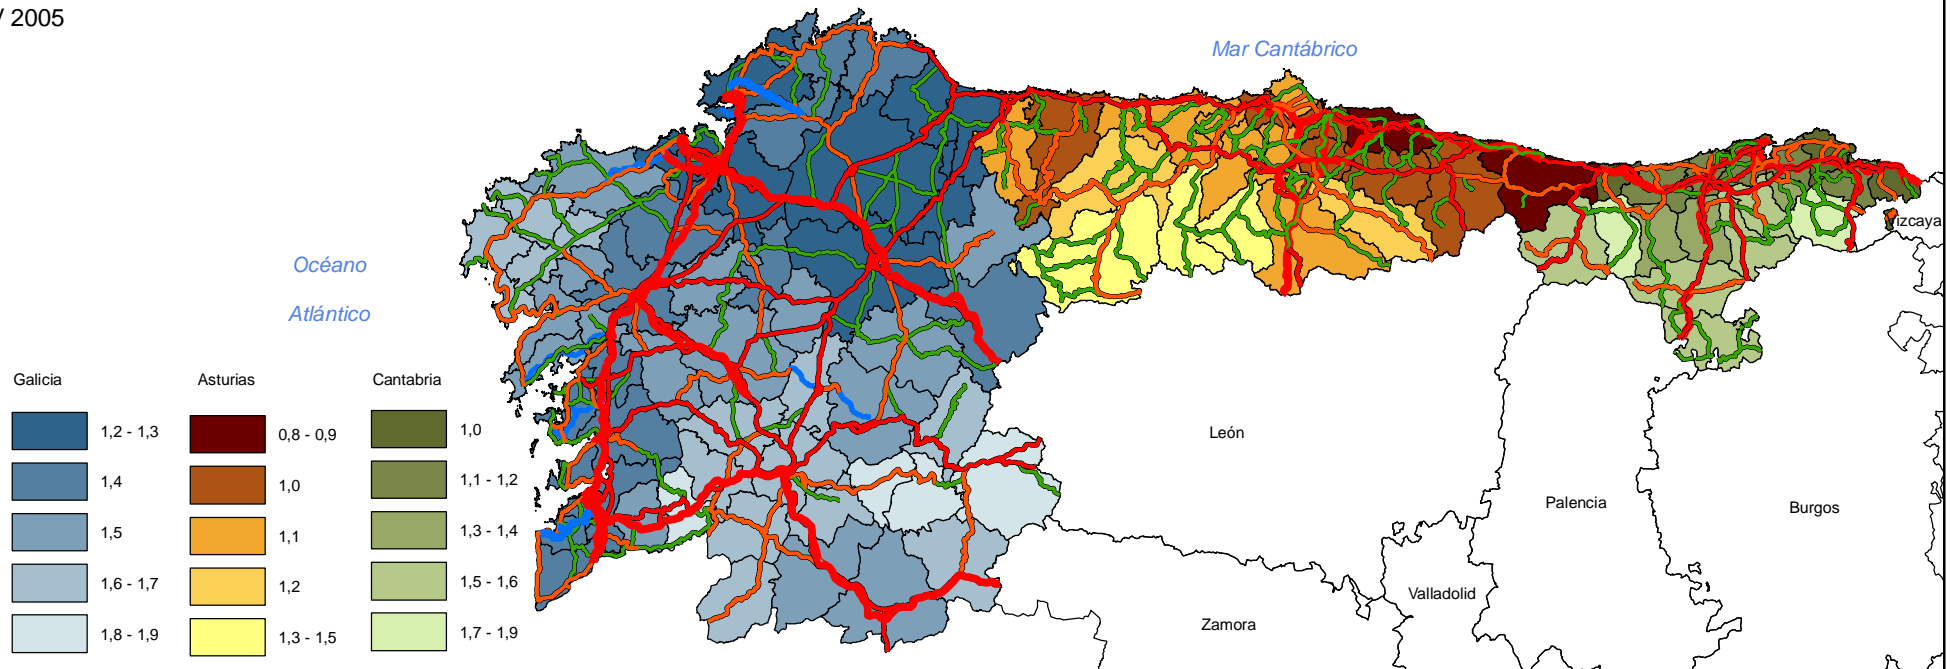 / 2005
Mar Cantábrico
Océano
Atlántico
Galicia
1,2 - 1,3
1,4
1,5
1,6 - 1,7
1,8 - 1,9
Asturias
0,8 - 0,9
1,0
1,1
1,2
1,3 - 1,5
Cantabria
1,0
1,1 - 1,2
1,3 - 1,4
1,5 - 1,6
1,7 - 1,9
León
Zamora
Valladolid
Palencia
Burgos
Vizcaya